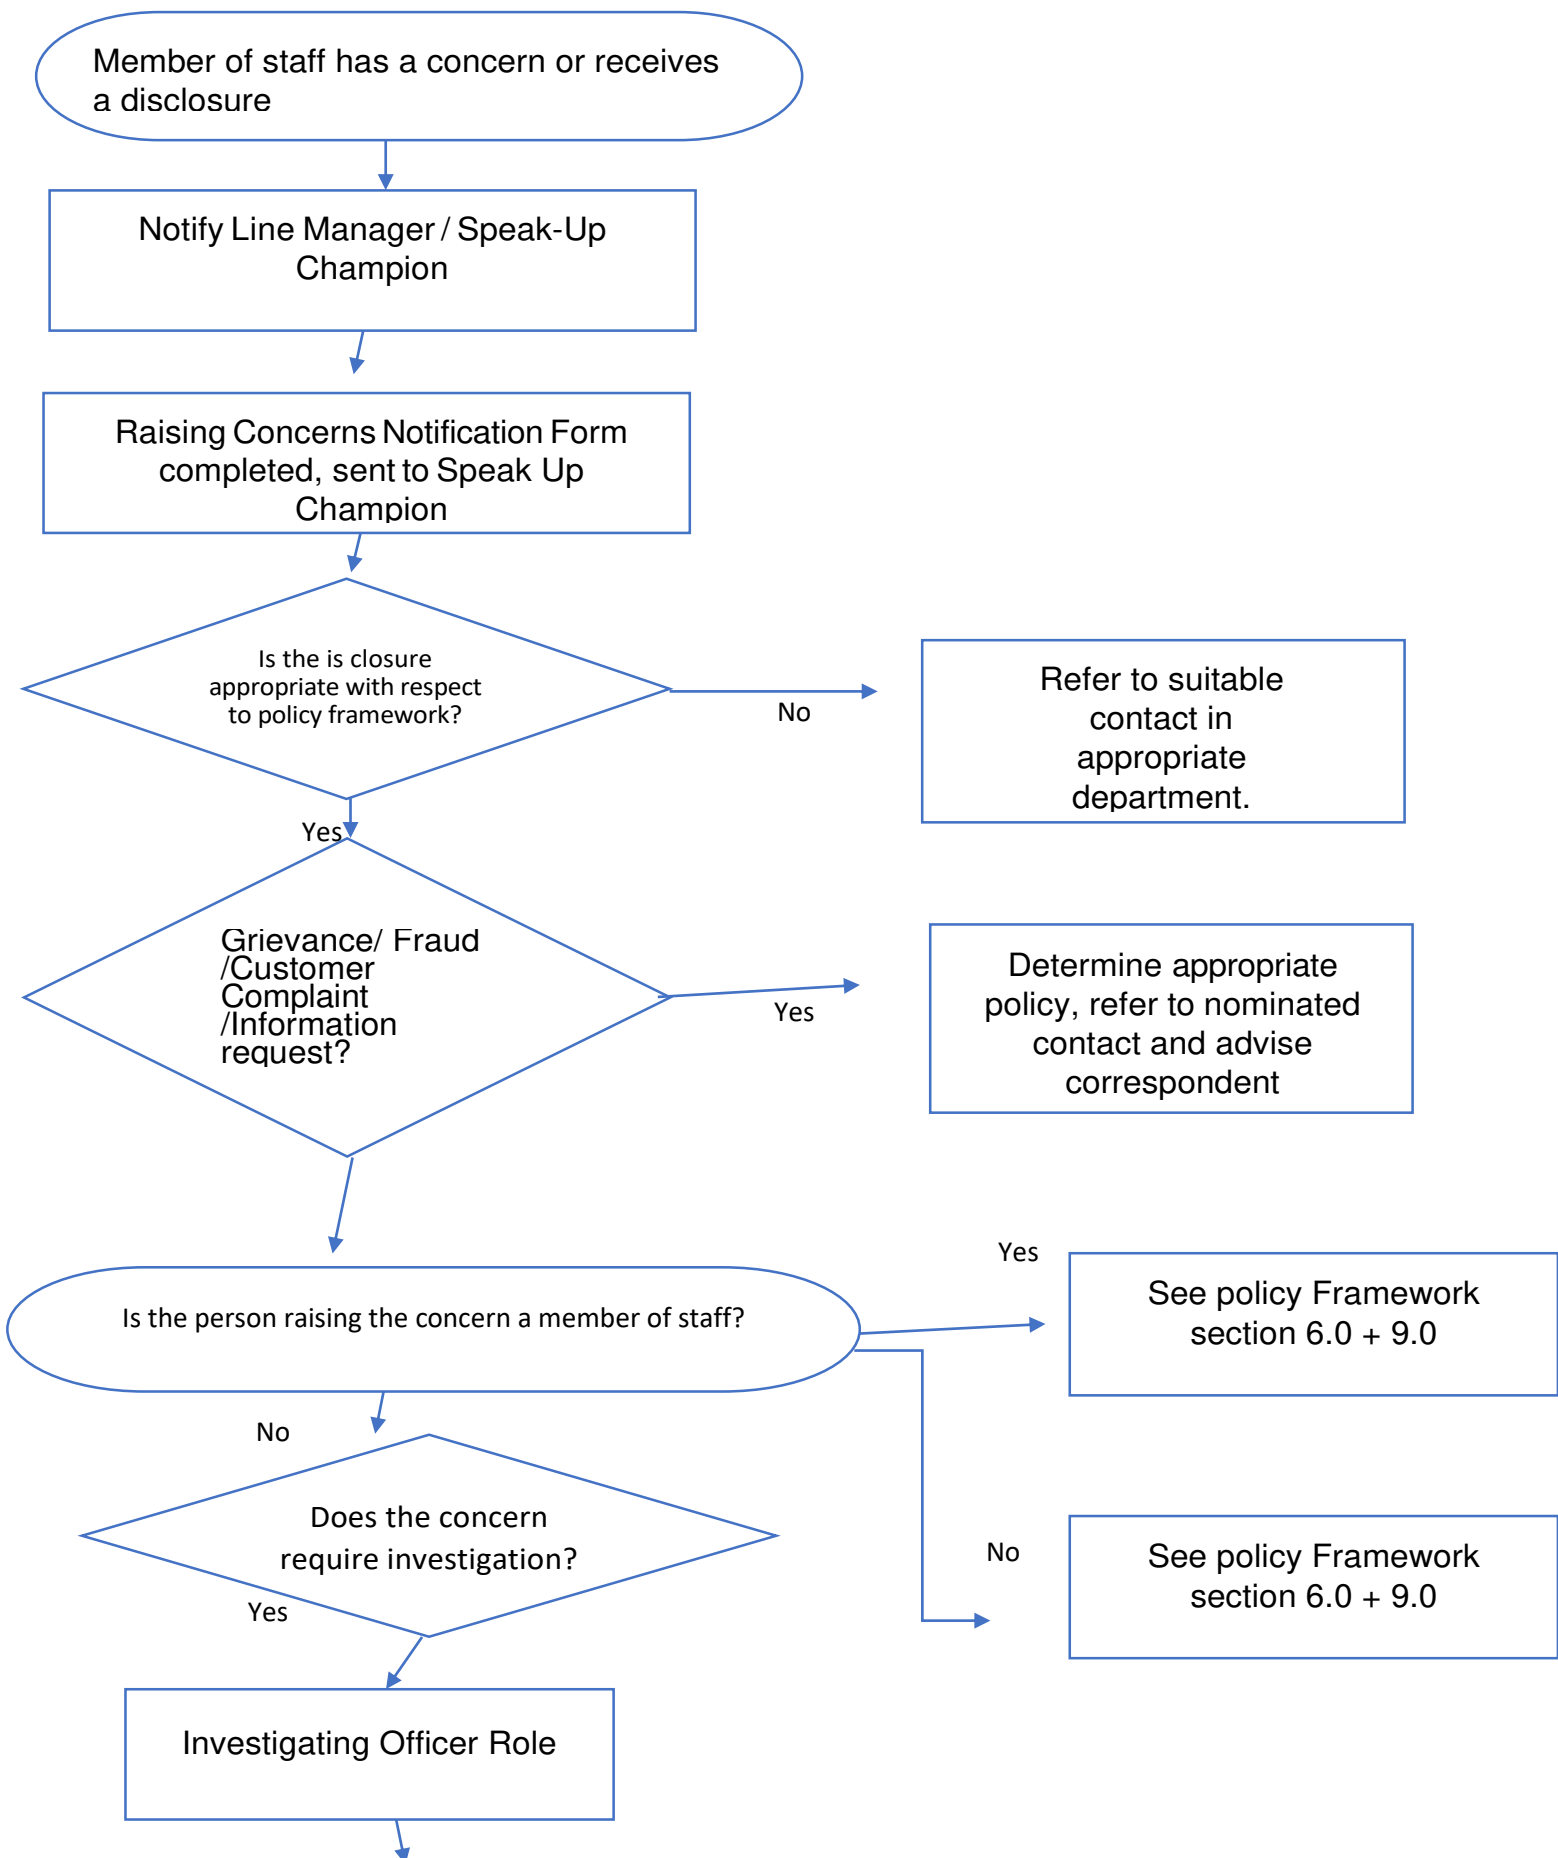 Member of staff has a concern or receives
a disclosure
Notify Line Manager / Speak-Up
Champion
Raising Concerns Notification Form
completed, sent to Speak Up
Champion
Is the is closure
appropriate with respect
to policy framework?
No
Refer to suitable
contact in
appropriate
department.
Yes
Grievance/ Fraud
/Customer
Complaint
/Information
request?
Yes
Determine appropriate
policy, refer to nominated
contact and advise
correspondent
Is the person raising the concern a member of staff?
Yes
See policy Framework
section 6.0 + 9.0
No
Does the concern
require investigation?
No
See policy Framework
section 6.0 + 9.0
Yes
Investigating Officer Role